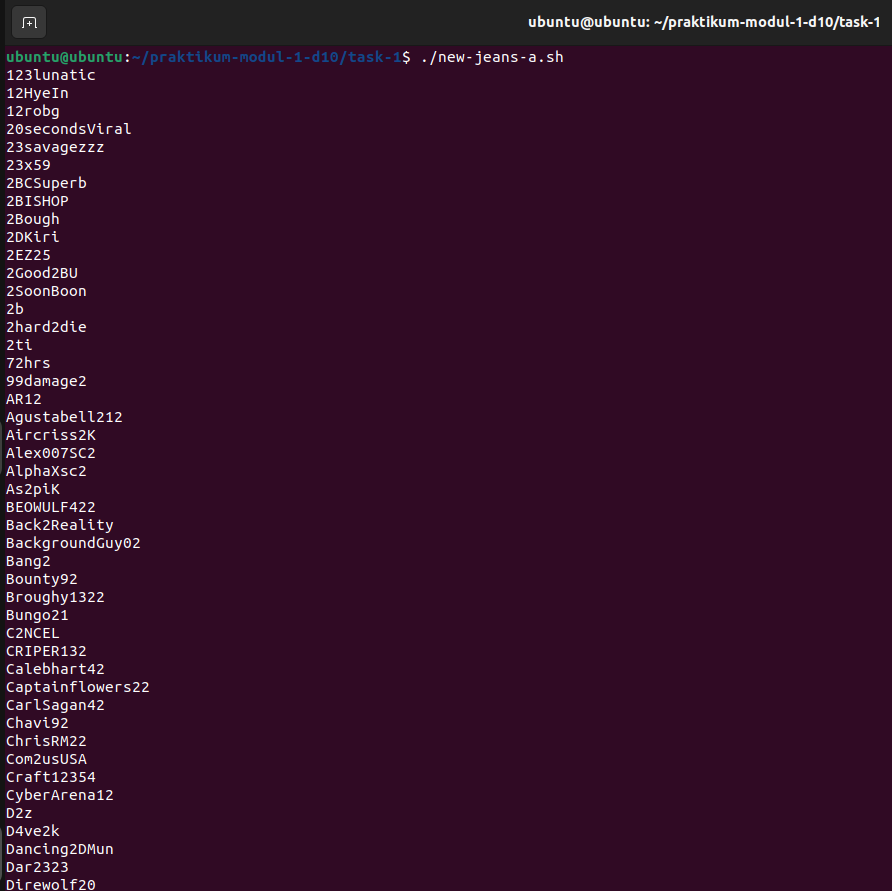 ubuntu@ubuntu: ~/praktikum-modul-1-d10/task-1
ubuntu@ubuntu:~/praktikum-modul-1-d10/task-1$ ./new-jeans-a.sh
123lunatic
12HyeIn
12robg
20secondsViral
23savagezzz
23x59
2BCSuperb
2BISHOP
2Bough
2DKiri
2EZ25
2Good2BU
2SoonBoon
2b
2hard2die
2ti
72hrs
99damage2
AR12
Agustabell212
Aircriss2K
Alex007SC2
AlphaXsc2
As2piK
BEOWULF422
Back2Reality
BackgroundGuy02
Bang2
Bounty92
Broughy1322
Bungo21
C2NCEL
CRIPER132
Calebhart42
Captainflowers22
CarlSagan42
Chavi92
ChrisRM22
Com2usUSA
Craft12354
CyberArena12
D2z
D4ve2k
Dancing2DMun
Dar2323
Direwolf20